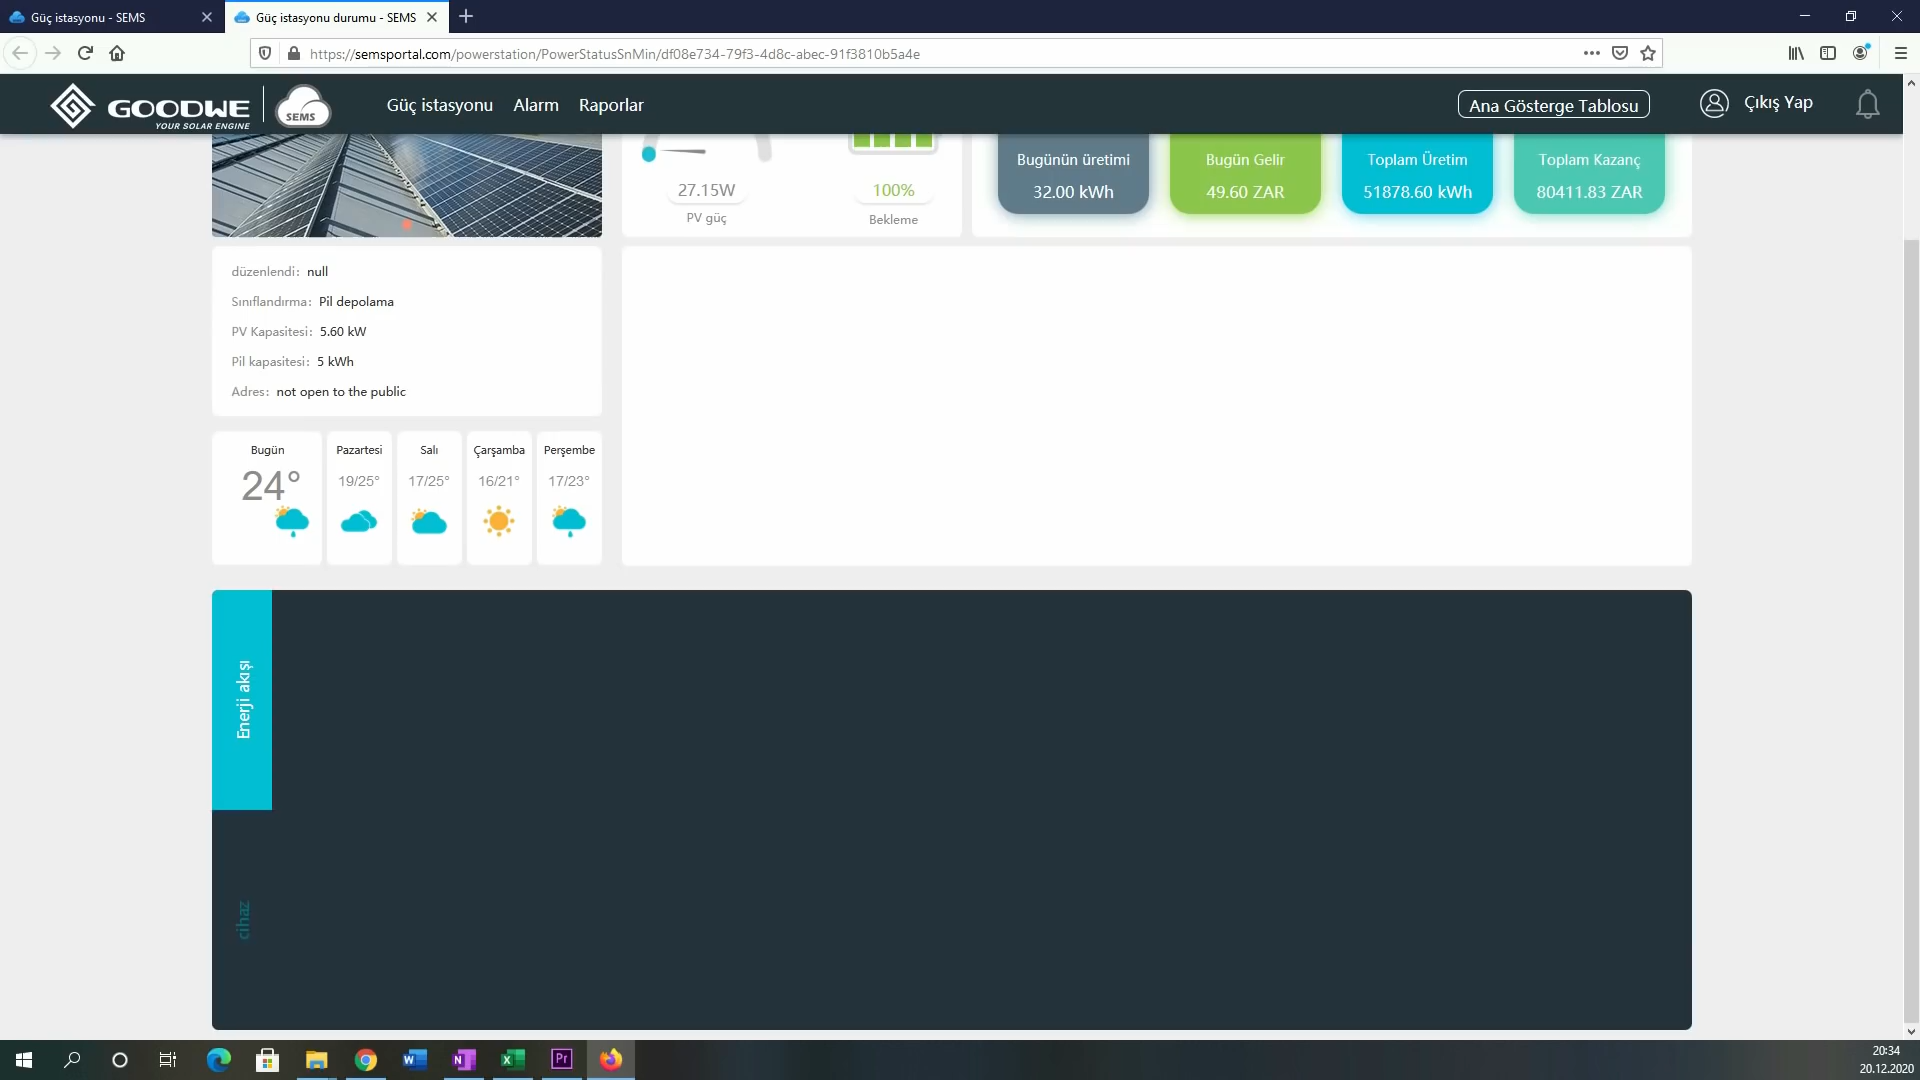 Güç istasyonu - SEMS
Güç istasyonu durumu - SEMS
https://semsportal.com/powerstation/PowerStatusSnMin/df08e734-79f3-4d8c-abec-91f3810b5a4e
GOODWE
YOUR SOLAR ENGINE
SEMS
Güç istasyonu
Alarm
Raporlar
Ana Gösterge Tablosu
Çıkış Yap
27.15W
PV güç
100%
Bekleme
Bugünün üretimi
32.00 kWh
Bugün Gelir
49.60 ZAR
Toplam Üretim
51878.60 kWh
Toplam Kazanç
80411.83 ZAR
düzenlendi: null
Sınıflandırma: Pil depolama
PV Kapasitesi: 5.60 kW
Pil kapasitesi: 5 kWh
Adres: not open to the public
Bugün
24°
Pazartesi
19/25°
Salı
17/25°
Çarşamba
16/21°
Perşembe
17/23°
Enerji akışı
cihaz
W
N
X
Pr
20:34
20.12.2020